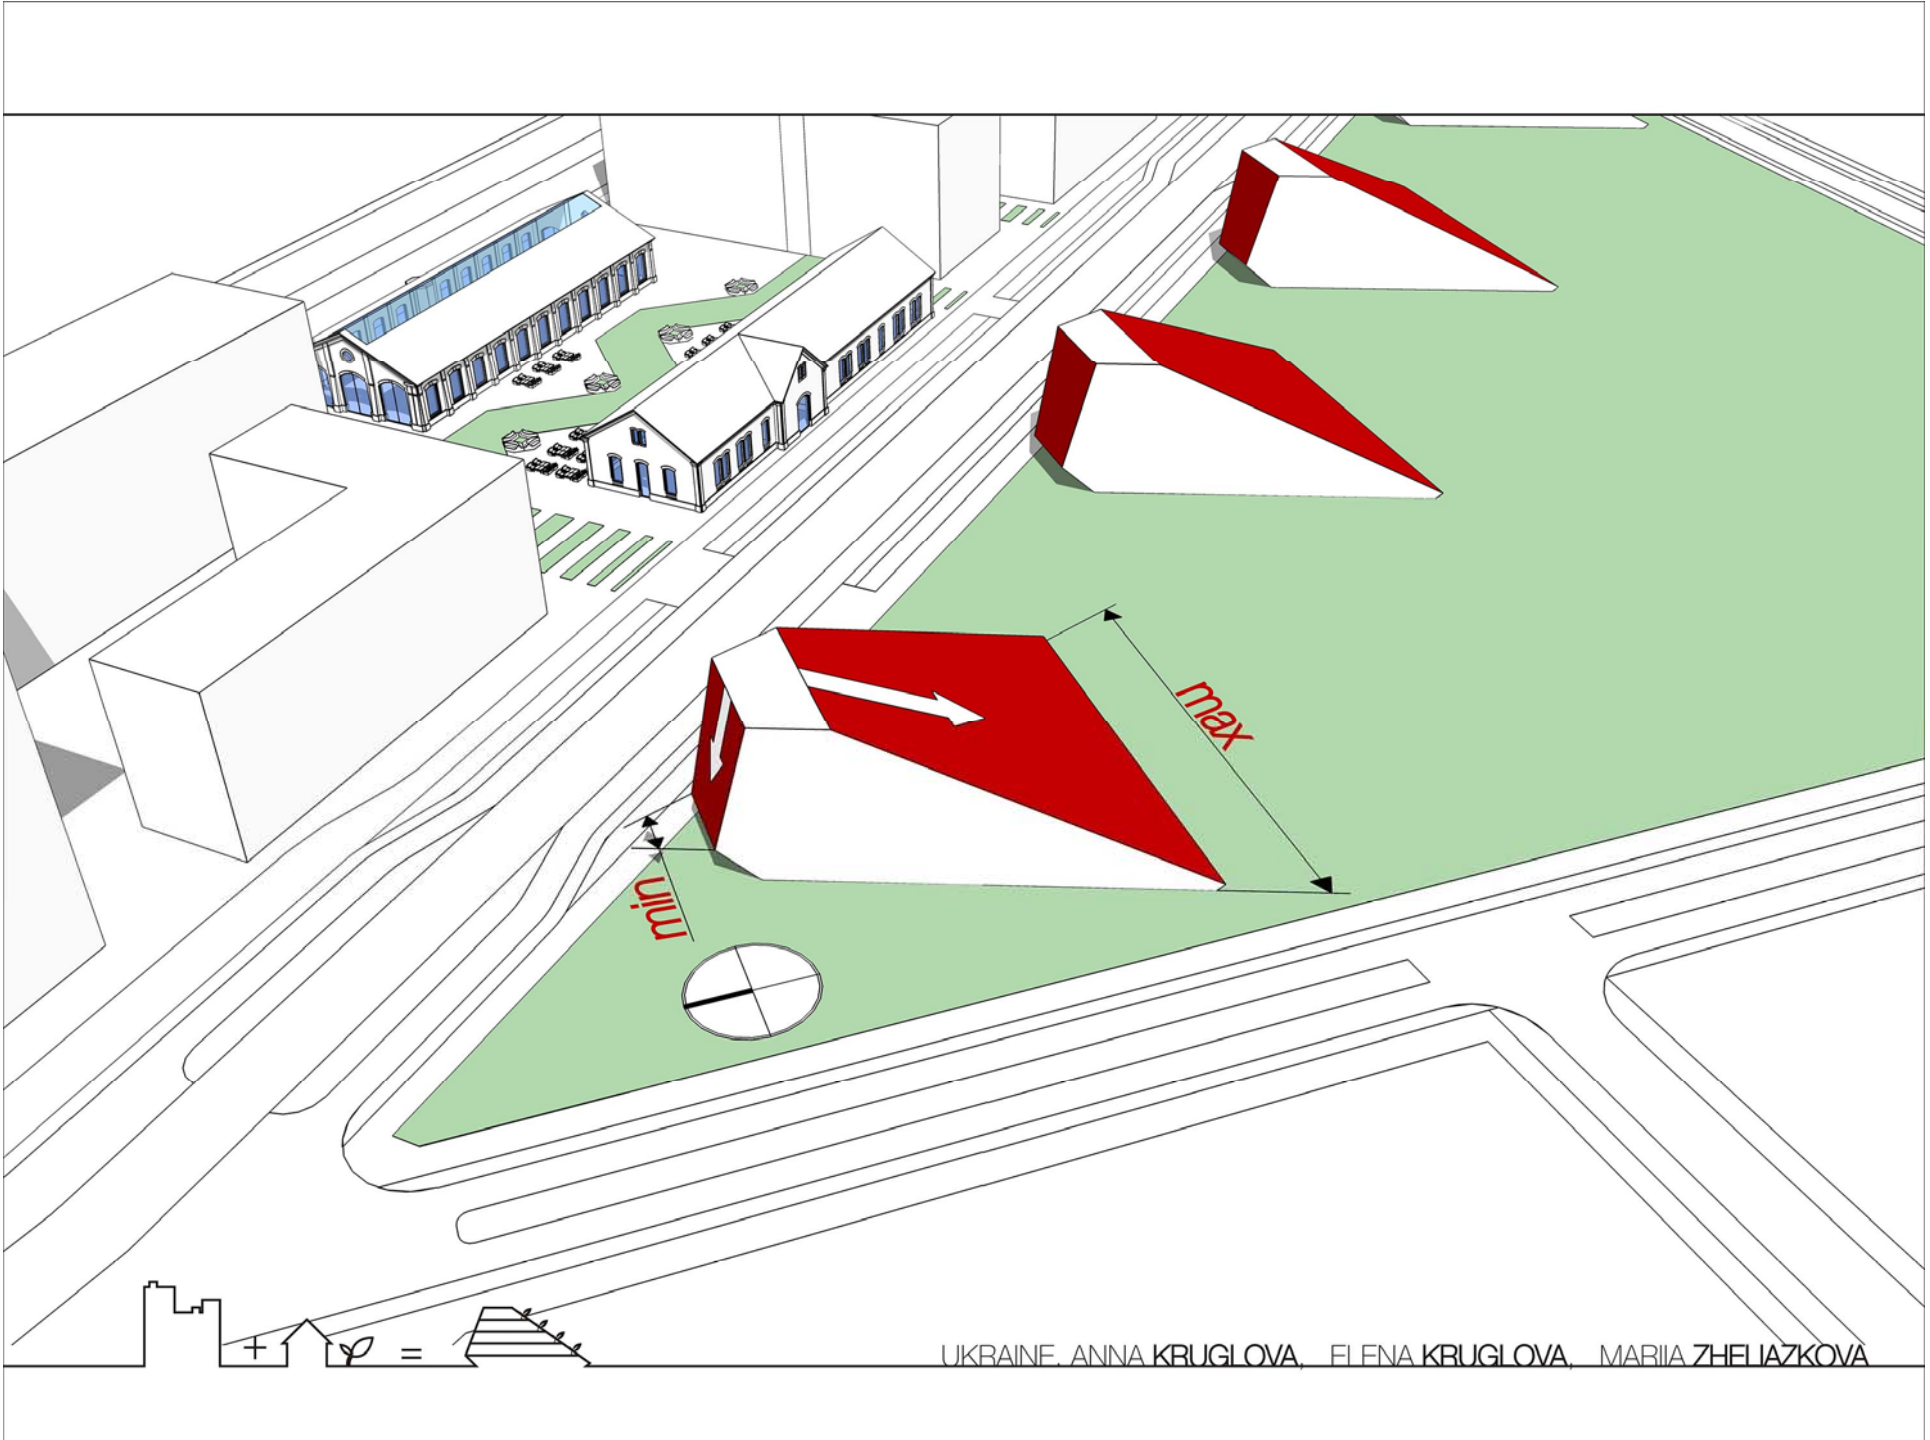 max
min
+ =
UKRAINE. ANNA KRUGLOVA, ELENA KRUGLOVA, MARIIA ZHELIAZKOVA